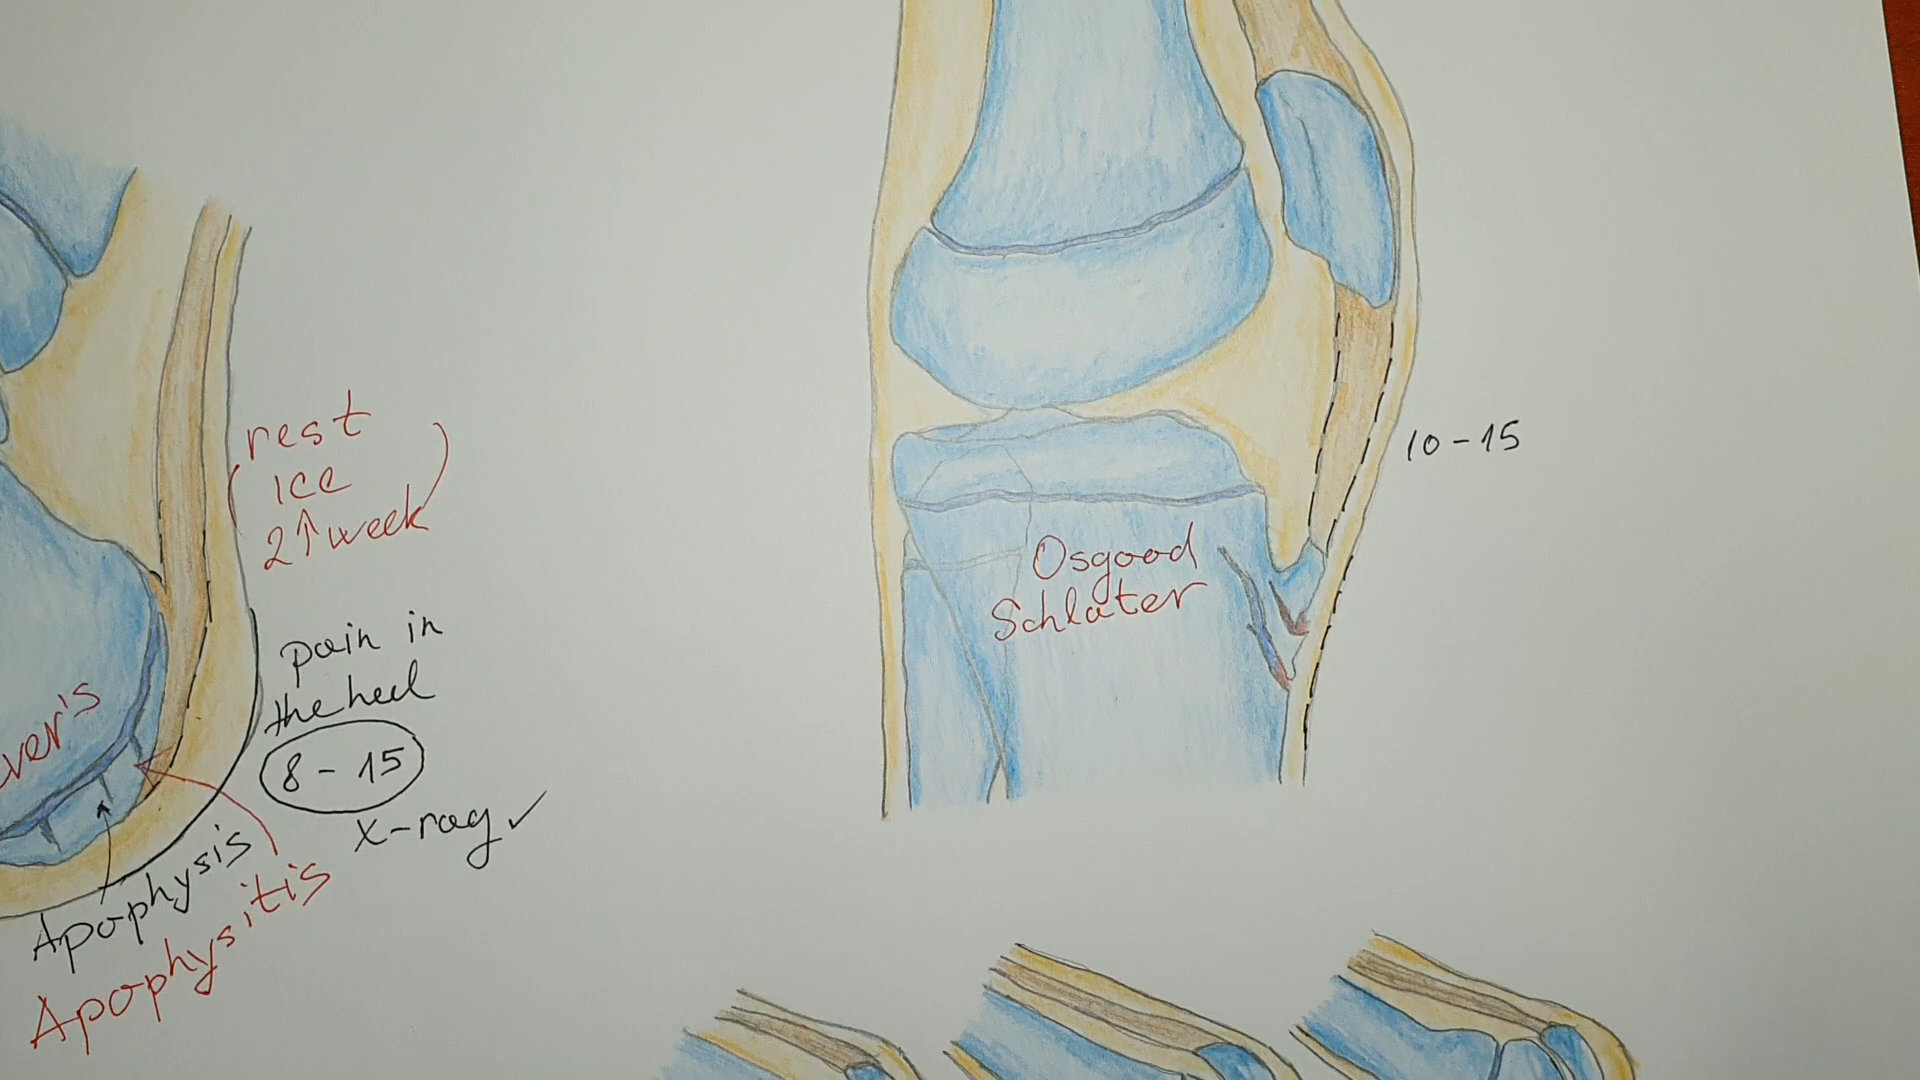 rest
ice
2↑ week
pain in
the heel
8-15
x-ray ✓
Apophysis
Apophysitis
10-15
Osgood
Schlater
ver's